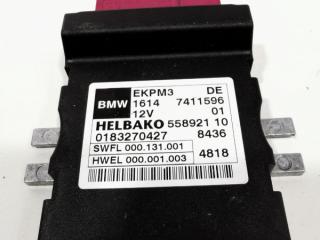 BMW EKPM3 DE
1614 7411596
12V 01
HELBAKO 558921 10
0183270427 8436
SWFL 000.131.001
HWEL 000.001.003 4818